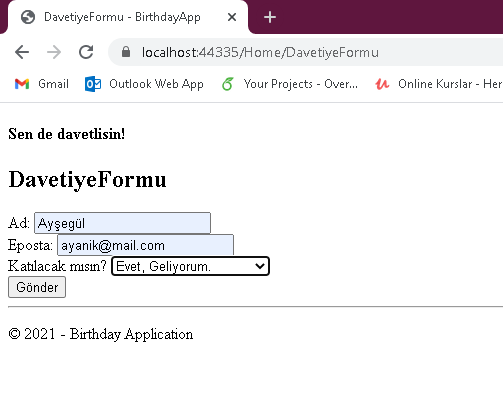 DavetiyeFormu - BirthdayApp
localhost:44335/Home/DavetiyeFormu
Gmail Outlook Web App Your Projects - Over... Online Kurslar - Her
Sen de davetlisin!
DavetiyeFormu
Ad: Ayşegül
Eposta: ayanik@mail.com
Katılacak mısın? Evet, Geliyorum.
Gönder
© 2021 - Birthday Application